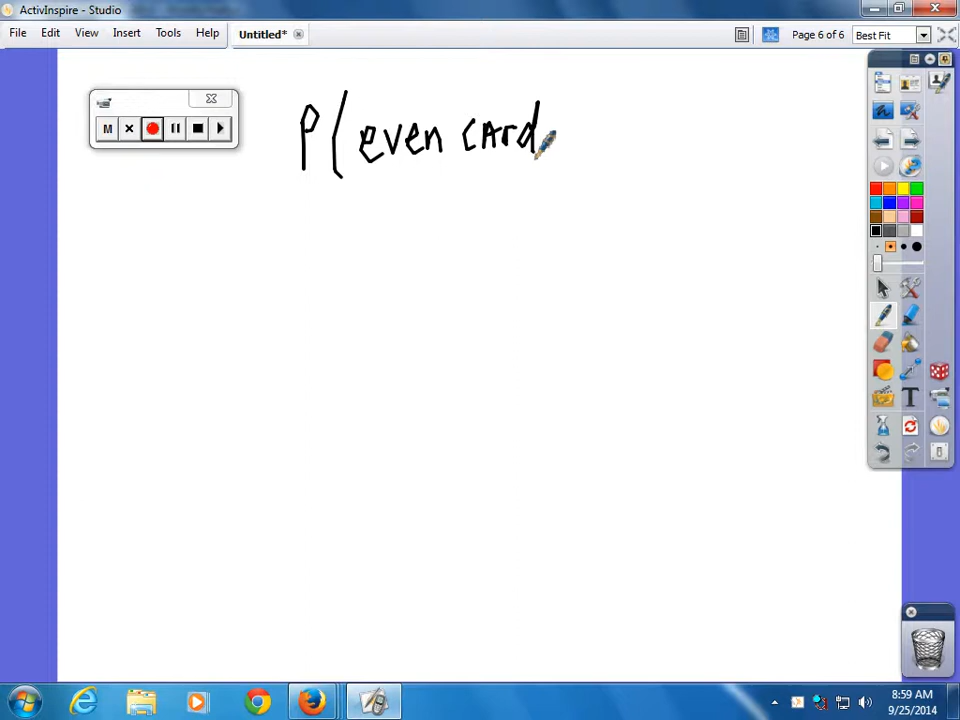 ActivInspire - Studio
File Edit View Insert Tools Help Untitled* Page 6 of 6 Best Fit
M
P(even card
T
8:59 AM
9/25/2014